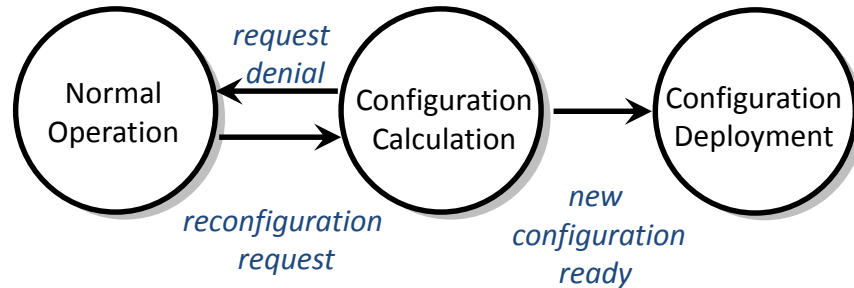 request
denial
Normal
Operation
Configuration
Calculation
Configuration
Deployment
reconfiguration
request
new
configuration
ready